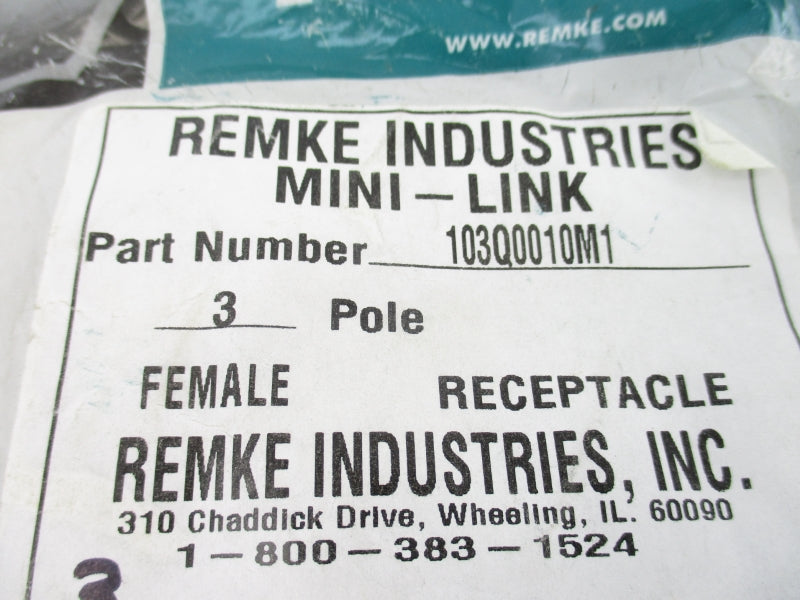 WWW.REMKE.COM
REMKE INDUSTRIES
MINI – LINK
Part Number 103Q0010M1
3 Pole
FEMALE RECEPTACLE
REMKE INDUSTRIES, INC.
310 Chaddick Drive, Wheeling, IL. 60090
1 – 800 – 383 – 1524
3